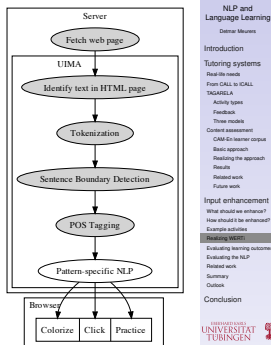 Server
Fetch web page
UIMA
Identify text in HTML page
Tokenization
Sentence Boundary Detection
POS Tagging
Pattern-specific NLP
Browser
Colorize Click Practice
NLP and
Language Learning
Detmar Meurers
Introduction
Tutoring systems
Real-life needs
From CALL to ICALL
TAGARELA
Activity types
Feedback
Three models
Content assessment
CAM-En learner corpus
Basic approach
Realizing the approach
Results
Related work
Future work
Input enhancement
What should we enhance?
How should it be enhanced?
Example activities
Realizing WERTi
Evaluating learning outcomes
Evaluating the NLP
Related work
Summary
Outlook
Conclusion
EBERHARD KARLS
UNIVERSITÄT
TÜBINGEN